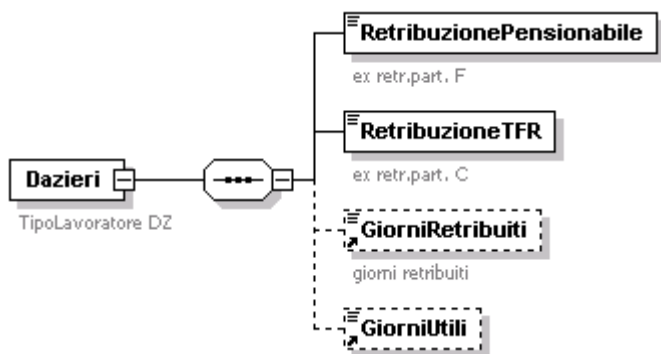 RetribuzionePensionabile
ex retr.part. F
RetribuzioneTFR
ex retr.part. C
Dazieri
TipoLavoratore DZ
GiorniRetribuiti
giorni retribuiti
GiorniUtili